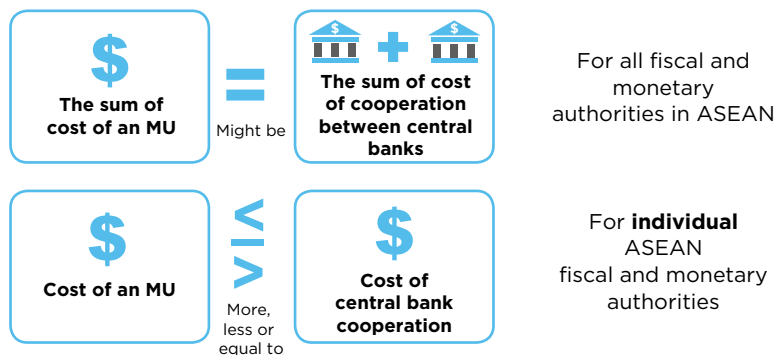 $
The sum of
cost of an MU
=
Might be
$ + $
The sum of cost
of cooperation
between central
banks
For all fiscal and
monetary
authorities in ASEAN
$
Cost of an MU
< | >
More,
less or
equal to
$
Cost of
central bank
cooperation
For individual
ASEAN
fiscal and monetary
authorities